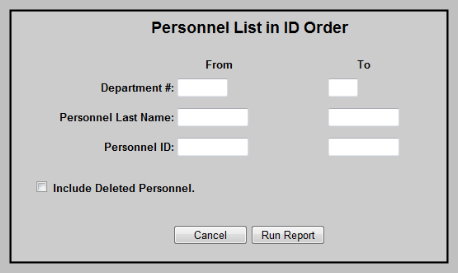 Personnel List in ID Order
From To
Department #:
Personnel Last Name:
Personnel ID:
Include Deleted Personnel.
Cancel Run Report